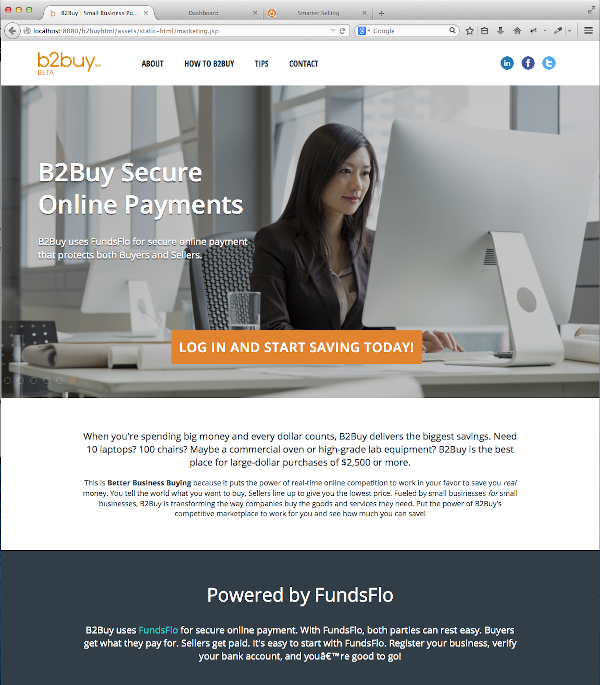 B2Buy | Small Business Pu...
Dashboard
Smarter Selling
localhost:8080/b2buyhtml/assets/static-html/marketing.jsp
Google
b2buy
BETA
ABOUT
HOW TO B2BUY
TIPS
CONTACT
B2Buy Secure
Online Payments
B2Buy uses FundsFlo for secure online payment
that protects both Buyers and Sellers.
LOG IN AND START SAVING TODAY!
When you're spending big money and every dollar counts, B2Buy delivers the biggest savings. Need
10 laptops? 100 chairs? Maybe a commercial oven or high-grade lab equipment? B2Buy is the best
place for large-dollar purchases of $2,500 or more.
This is Better Business Buying because it puts the power of real-time online competition to work in your favor to save you real
money. You tell the world what you want to buy, Sellers line up to give you the lowest price. Fueled by small businesses for small
businesses, B2Buy is transforming the way companies buy the goods and services they need. Put the power of B2Buy's
competitive marketplace to work for you and see how much you can save!
Powered by FundsFlo
B2Buy uses FundsFlo for secure online payment. With FundsFlo, both parties can rest easy. Buyers
get what they pay for. Sellers get paid. It's easy to start with FundsFlo. Register your business, verify
your bank account, and youâ€™re good to go!